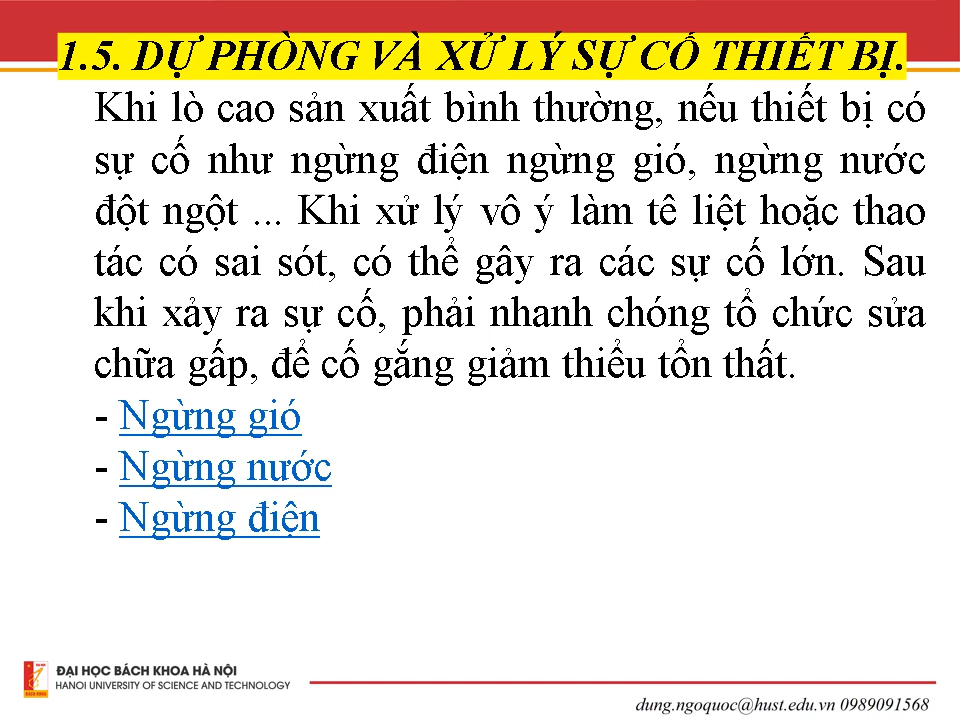 1.5. DỰ PHÒNG VÀ XỬ LÝ SỰ CỐ THIẾT BỊ.
Khi lò cao sản xuất bình thường, nếu thiết bị có
sự cố như ngừng điện ngừng gió, ngừng nước
đột ngột ... Khi xử lý vô ý làm tê liệt hoặc thao
tác có sai sót, có thể gây ra các sự cố lớn. Sau
khi xảy ra sự cố, phải nhanh chóng tổ chức sửa
chữa gấp, để cố gắng giảm thiểu tổn thất.
- Ngừng gió
- Ngừng nước
- Ngừng điện
ĐẠI HỌC BÁCH KHOA HÀ NỘI
HANOI UNIVERSITY OF SCIENCE AND TECHNOLOGY
dung.ngoquoc@hust.edu.vn 0989091568